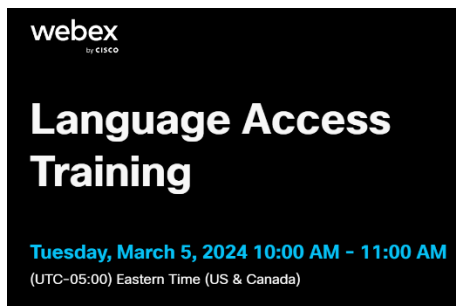 webex
by CISCO
Language Access
Training
Tuesday, March 5, 2024 10:00 AM - 11:00 AM
(UTC-05:00) Eastern Time (US & Canada)